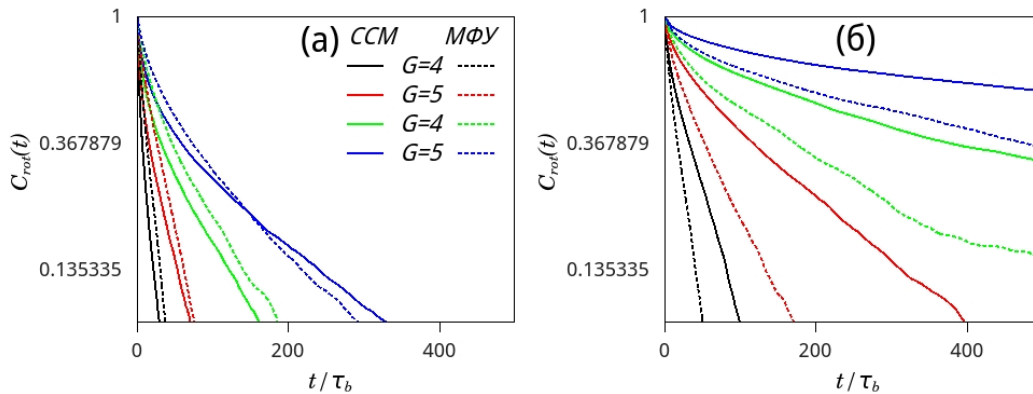 (а)
ССМ МФУ
G=4
G=5
G=4
G=5
1
0.367879
0.135335
C_rot(t)
0 200 400
t / τ_b
(б)
1
0.367879
0.135335
C_rot(t)
0 200 400
t / τ_b